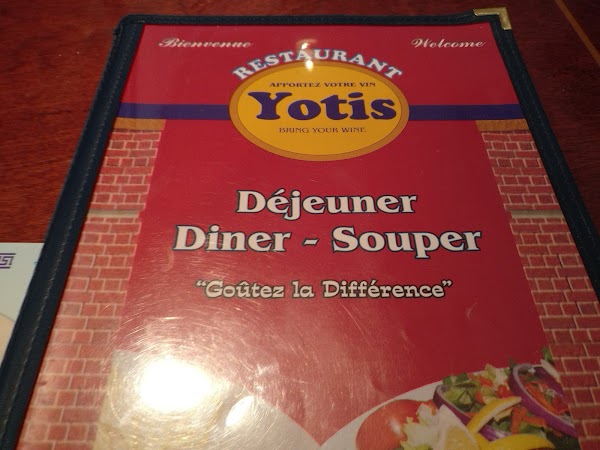 Bienvenue
Welcome
RESTAURANT
APPORTEZ VOTRE VIN
Yotis
BRING YOUR WINE
Déjeuner
Diner - Souper
"Goûtez la Différence"